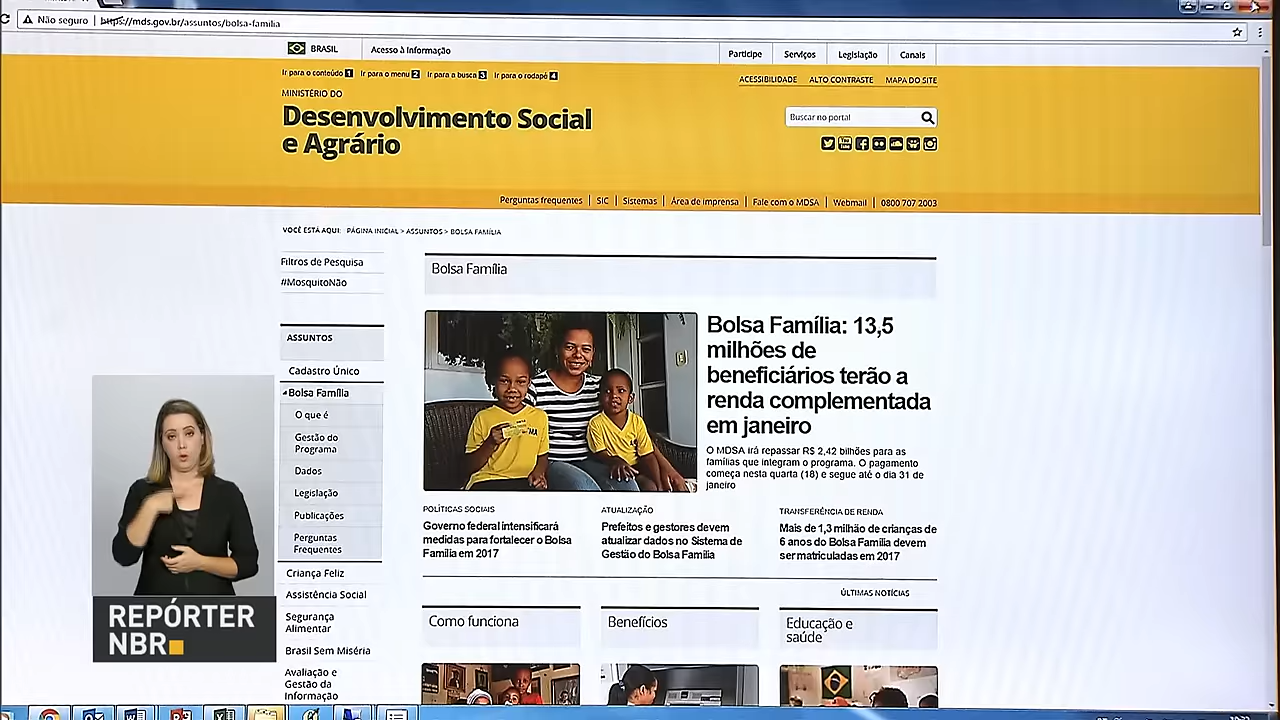 Não seguro
https://mds.gov.br/assuntos/bolsa-familia
BRASIL
Acesso à Informação
Participe
Serviços
Legislação
Canais
Ir para o conteúdo 1 Ir para o menu 2 Ir para a busca 3 Ir para o rodapé 4
ACESSIBILIDADE ALTO CONTRASTE MAPA DO SITE
MINISTÉRIO DO
Desenvolvimento Social
e Agrário
Buscar no portal
Perguntas frequentes | SIC | Sistemas | Área de imprensa | Fale com o MDSA | Webmail | 0800 707 2003
VOCÊ ESTÁ AQUI: PÁGINA INICIAL > ASSUNTOS > BOLSA FAMÍLIA
Filtros de Pesquisa
#MosquitoNão
ASSUNTOS
Cadastro Único
Bolsa Família
O que é
Gestão do
Programa
Dados
Legislação
Publicações
Perguntas
Frequentes
Criança Feliz
Assistência Social
Segurança
Alimentar
Brasil Sem Miséria
Avaliação e
Gestão da
Informação
Bolsa Família
Bolsa Família: 13,5
milhões de
beneficiários terão a
renda complementada
em janeiro
O MDSA irá repassar R$ 2,42 bilhões para as
famílias que integram o programa. O pagamento
começa nesta quarta (18) e segue até o dia 31 de
janeiro
POLÍTICAS SOCIAIS
Governo federal intensificará
medidas para fortalecer o Bolsa
Família em 2017
ATUALIZAÇÃO
Prefeitos e gestores devem
atualizar dados no Sistema de
Gestão do Bolsa Família
TRANSFERÊNCIA DE RENDA
Mais de 1,3 milhão de crianças de
6 anos do Bolsa Família devem
ser matriculadas em 2017
ÚLTIMAS NOTÍCIAS
Como funciona
Benefícios
Educação e
saúde
REPÓRTER
NBR